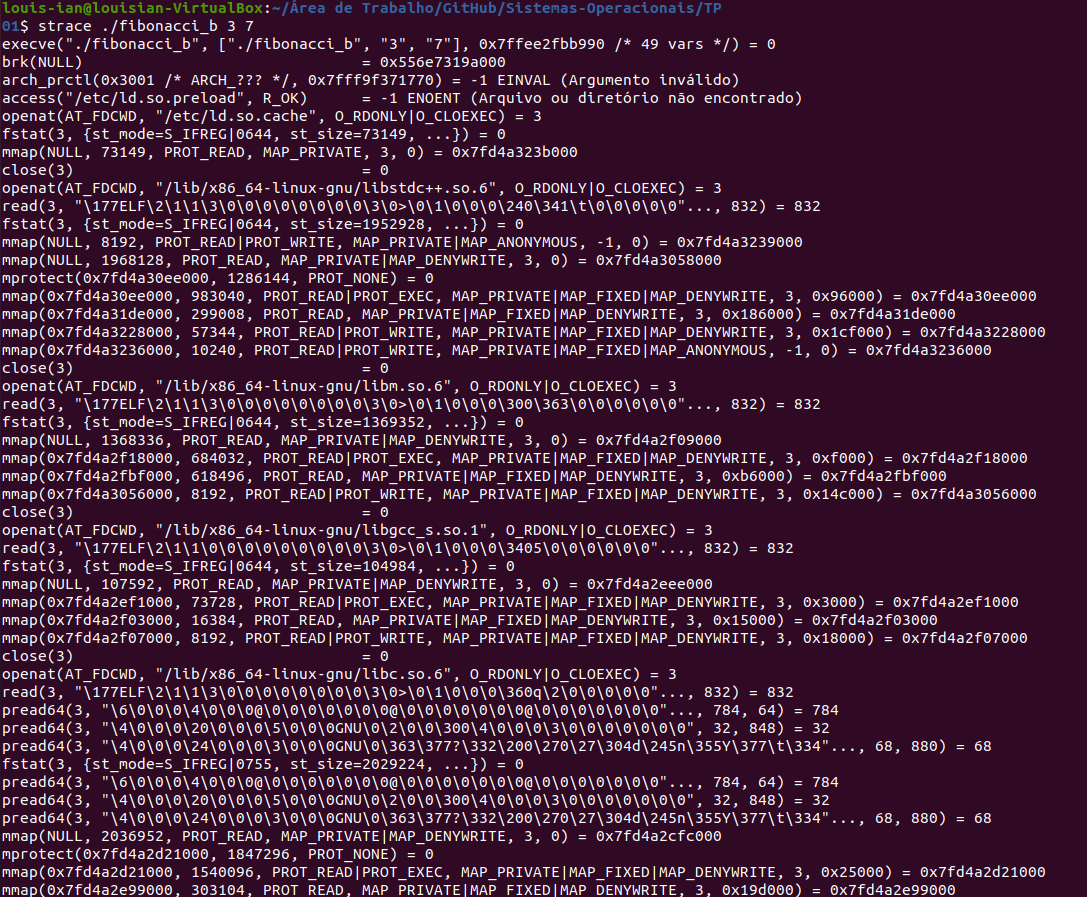 louis-ian@louisian-VirtualBox:~/Área de Trabalho/GitHub/Sistemas-Operacionais/TP
01$ strace ./fibonacci_b 3 7
execve("./fibonacci_b", ["./fibonacci_b", "3", "7"], 0x7ffee2fbb990 /* 49 vars */) = 0
brk(NULL)                               = 0x556e7319a000
arch_prctl(0x3001 /* ARCH_??? */, 0x7fff9f371770) = -1 EINVAL (Argumento inválido)
access("/etc/ld.so.preload", R_OK)      = -1 ENOENT (Arquivo ou diretório não encontrado)
openat(AT_FDCWD, "/etc/ld.so.cache", O_RDONLY|O_CLOEXEC) = 3
fstat(3, {st_mode=S_IFREG|0644, st_size=73149, ...}) = 0
mmap(NULL, 73149, PROT_READ, MAP_PRIVATE, 3, 0) = 0x7fd4a323b000
close(3)                                = 0
openat(AT_FDCWD, "/lib/x86_64-linux-gnu/libstdc++.so.6", O_RDONLY|O_CLOEXEC) = 3
read(3, "\177ELF\2\1\1\3\0\0\0\0\0\0\0\0\3\0>\0\1\0\0\0\240\341\t\0\0\0\0\0"..., 832) = 832
fstat(3, {st_mode=S_IFREG|0644, st_size=1952928, ...}) = 0
mmap(NULL, 8192, PROT_READ|PROT_WRITE, MAP_PRIVATE|MAP_ANONYMOUS, -1, 0) = 0x7fd4a3239000
mmap(NULL, 1968128, PROT_READ, MAP_PRIVATE|MAP_DENYWRITE, 3, 0) = 0x7fd4a3058000
mprotect(0x7fd4a30ee000, 1286144, PROT_NONE) = 0
mmap(0x7fd4a30ee000, 983040, PROT_READ|PROT_EXEC, MAP_PRIVATE|MAP_FIXED|MAP_DENYWRITE, 3, 0x96000) = 0x7fd4a30ee000
mmap(0x7fd4a31de000, 299008, PROT_READ, MAP_PRIVATE|MAP_FIXED|MAP_DENYWRITE, 3, 0x186000) = 0x7fd4a31de000
mmap(0x7fd4a3228000, 57344, PROT_READ|PROT_WRITE, MAP_PRIVATE|MAP_FIXED|MAP_DENYWRITE, 3, 0x1cf000) = 0x7fd4a3228000
mmap(0x7fd4a3236000, 10240, PROT_READ|PROT_WRITE, MAP_PRIVATE|MAP_FIXED|MAP_ANONYMOUS, -1, 0) = 0x7fd4a3236000
close(3)                                = 0
openat(AT_FDCWD, "/lib/x86_64-linux-gnu/libm.so.6", O_RDONLY|O_CLOEXEC) = 3
read(3, "\177ELF\2\1\1\3\0\0\0\0\0\0\0\0\3\0>\0\1\0\0\0\300\363\0\0\0\0\0\0"..., 832) = 832
fstat(3, {st_mode=S_IFREG|0644, st_size=1369352, ...}) = 0
mmap(NULL, 1368336, PROT_READ, MAP_PRIVATE|MAP_DENYWRITE, 3, 0) = 0x7fd4a2f09000
mmap(0x7fd4a2f18000, 684032, PROT_READ|PROT_EXEC, MAP_PRIVATE|MAP_FIXED|MAP_DENYWRITE, 3, 0xf000) = 0x7fd4a2f18000
mmap(0x7fd4a2fbf000, 618496, PROT_READ, MAP_PRIVATE|MAP_FIXED|MAP_DENYWRITE, 3, 0xb6000) = 0x7fd4a2fbf000
mmap(0x7fd4a3056000, 8192, PROT_READ|PROT_WRITE, MAP_PRIVATE|MAP_FIXED|MAP_DENYWRITE, 3, 0x14c000) = 0x7fd4a3056000
close(3)                                = 0
openat(AT_FDCWD, "/lib/x86_64-linux-gnu/libgcc_s.so.1", O_RDONLY|O_CLOEXEC) = 3
read(3, "\177ELF\2\1\1\0\0\0\0\0\0\0\0\0\3\0>\0\1\0\0\0\3405\0\0\0\0\0\0"..., 832) = 832
fstat(3, {st_mode=S_IFREG|0644, st_size=104984, ...}) = 0
mmap(NULL, 107592, PROT_READ, MAP_PRIVATE|MAP_DENYWRITE, 3, 0) = 0x7fd4a2eee000
mmap(0x7fd4a2ef1000, 73728, PROT_READ|PROT_EXEC, MAP_PRIVATE|MAP_FIXED|MAP_DENYWRITE, 3, 0x3000) = 0x7fd4a2ef1000
mmap(0x7fd4a2f03000, 16384, PROT_READ, MAP_PRIVATE|MAP_FIXED|MAP_DENYWRITE, 3, 0x15000) = 0x7fd4a2f03000
mmap(0x7fd4a2f07000, 8192, PROT_READ|PROT_WRITE, MAP_PRIVATE|MAP_FIXED|MAP_DENYWRITE, 3, 0x18000) = 0x7fd4a2f07000
close(3)                                = 0
openat(AT_FDCWD, "/lib/x86_64-linux-gnu/libc.so.6", O_RDONLY|O_CLOEXEC) = 3
read(3, "\177ELF\2\1\1\3\0\0\0\0\0\0\0\0\3\0>\0\1\0\0\0\360q\2\0\0\0\0\0"..., 832) = 832
pread64(3, "\6\0\0\0\4\0\0\0@\0\0\0\0\0\0\0@\0\0\0\0\0\0\0@\0\0\0\0\0\0\0"..., 784, 64) = 784
pread64(3, "\4\0\0\0\20\0\0\0\5\0\0\0GNU\0\2\0\0\300\4\0\0\0\3\0\0\0\0\0\0\0", 32, 848) = 32
pread64(3, "\4\0\0\0\24\0\0\0\3\0\0\0GNU\0\363\377?\332\200\270\27\304d\245n\355Y\377\t\334"..., 68, 880) = 68
fstat(3, {st_mode=S_IFREG|0755, st_size=2029224, ...}) = 0
pread64(3, "\6\0\0\0\4\0\0\0@\0\0\0\0\0\0\0@\0\0\0\0\0\0\0@\0\0\0\0\0\0\0"..., 784, 64) = 784
pread64(3, "\4\0\0\0\20\0\0\0\5\0\0\0GNU\0\2\0\0\300\4\0\0\0\3\0\0\0\0\0\0\0", 32, 848) = 32
pread64(3, "\4\0\0\0\24\0\0\0\3\0\0\0GNU\0\363\377?\332\200\270\27\304d\245n\355Y\377\t\334"..., 68, 880) = 68
mmap(NULL, 2036952, PROT_READ, MAP_PRIVATE|MAP_DENYWRITE, 3, 0) = 0x7fd4a2cfc000
mprotect(0x7fd4a2d21000, 1847296, PROT_NONE) = 0
mmap(0x7fd4a2d21000, 1540096, PROT_READ|PROT_EXEC, MAP_PRIVATE|MAP_FIXED|MAP_DENYWRITE, 3, 0x25000) = 0x7fd4a2d21000
mmap(0x7fd4a2e99000, 303104, PROT_READ, MAP_PRIVATE|MAP_FIXED|MAP_DENYWRITE, 3, 0x19d000) = 0x7fd4a2e99000